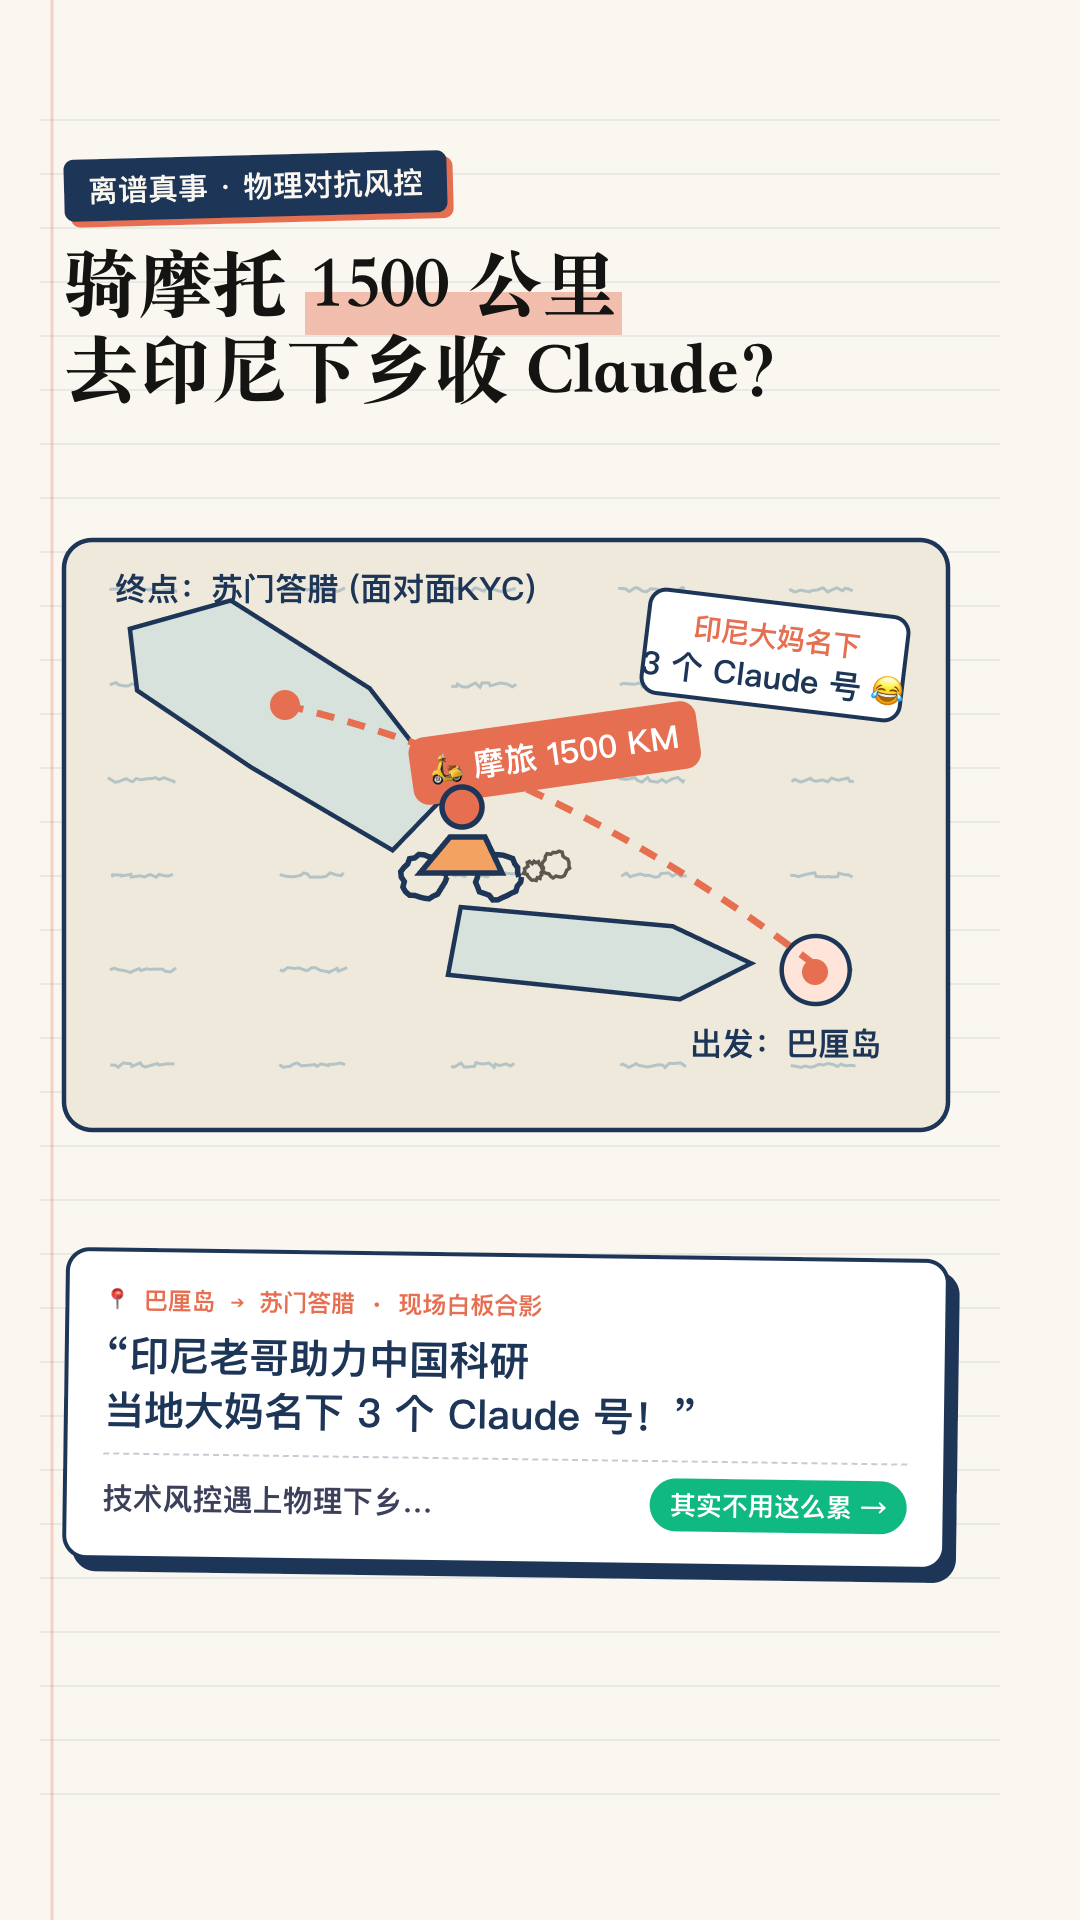 离谱真事 · 物理对抗风控
骑摩托 1500 公里
去印尼下乡收 Claude?
终点：苏门答腊 (面对面KYC)
印尼大妈名下
3 个 Claude 号 😂
🛵 摩旅 1500 KM
出发：巴厘岛
📍 巴厘岛 → 苏门答腊 · 现场白板合影
“印尼老哥助力中国科研
当地大妈名下 3 个 Claude 号！”
技术风控遇上物理下乡...
其实不用这么累 →